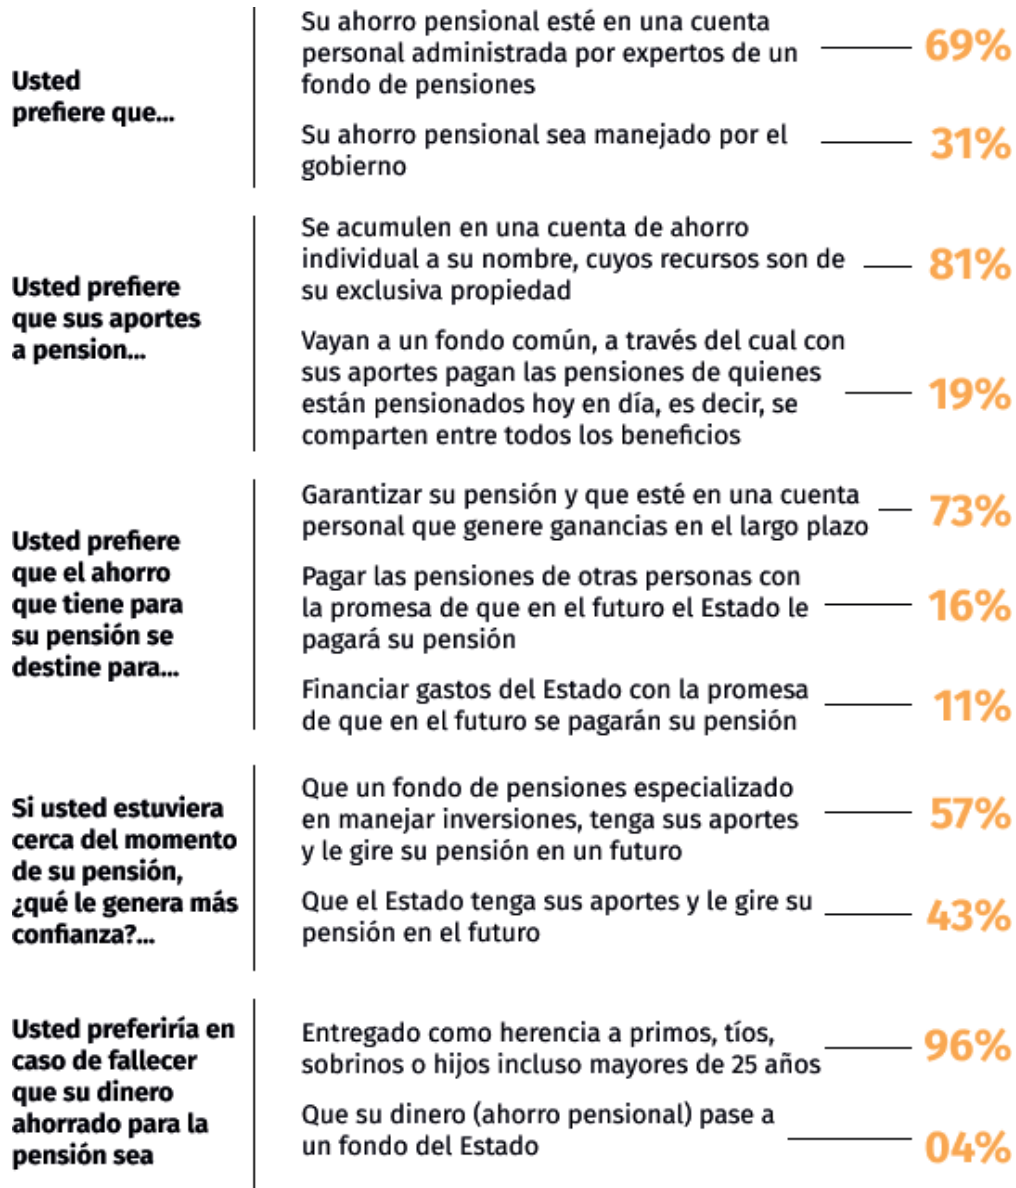 Usted
prefiere que...
Su ahorro pensional esté en una cuenta
personal administrada por expertos de un
fondo de pensiones
69%
Su ahorro pensional sea manejado por el
gobierno
31%
Usted prefiere
que sus aportes
a pension...
Se acumulen en una cuenta de ahorro
individual a su nombre, cuyos recursos son de
su exclusiva propiedad
81%
Vayan a un fondo común, a través del cual con
sus aportes pagan las pensiones de quienes
están pensionados hoy en día, es decir, se
comparten entre todos los beneficios
19%
Usted prefiere
que el ahorro
que tiene para
su pensión se
destine para...
Garantizar su pensión y que esté en una cuenta
personal que genere ganancias en el largo plazo
73%
Pagar las pensiones de otras personas con
la promesa de que en el futuro el Estado le
pagará su pensión
16%
Financiar gastos del Estado con la promesa
de que en el futuro se pagarán su pensión
11%
Si usted estuviera
cerca del momento
de su pensión,
¿qué le genera más
confianza?...
Que un fondo de pensiones especializado
en manejar inversiones, tenga sus aportes
y le gire su pensión en un futuro
57%
Que el Estado tenga sus aportes y le gire su
pensión en el futuro
43%
Usted preferiría en
caso de fallecer
que su dinero
ahorrado para la
pensión sea
Entregado como herencia a primos, tíos,
sobrinos o hijos incluso mayores de 25 años
96%
Que su dinero (ahorro pensional) pase a
un fondo del Estado
04%